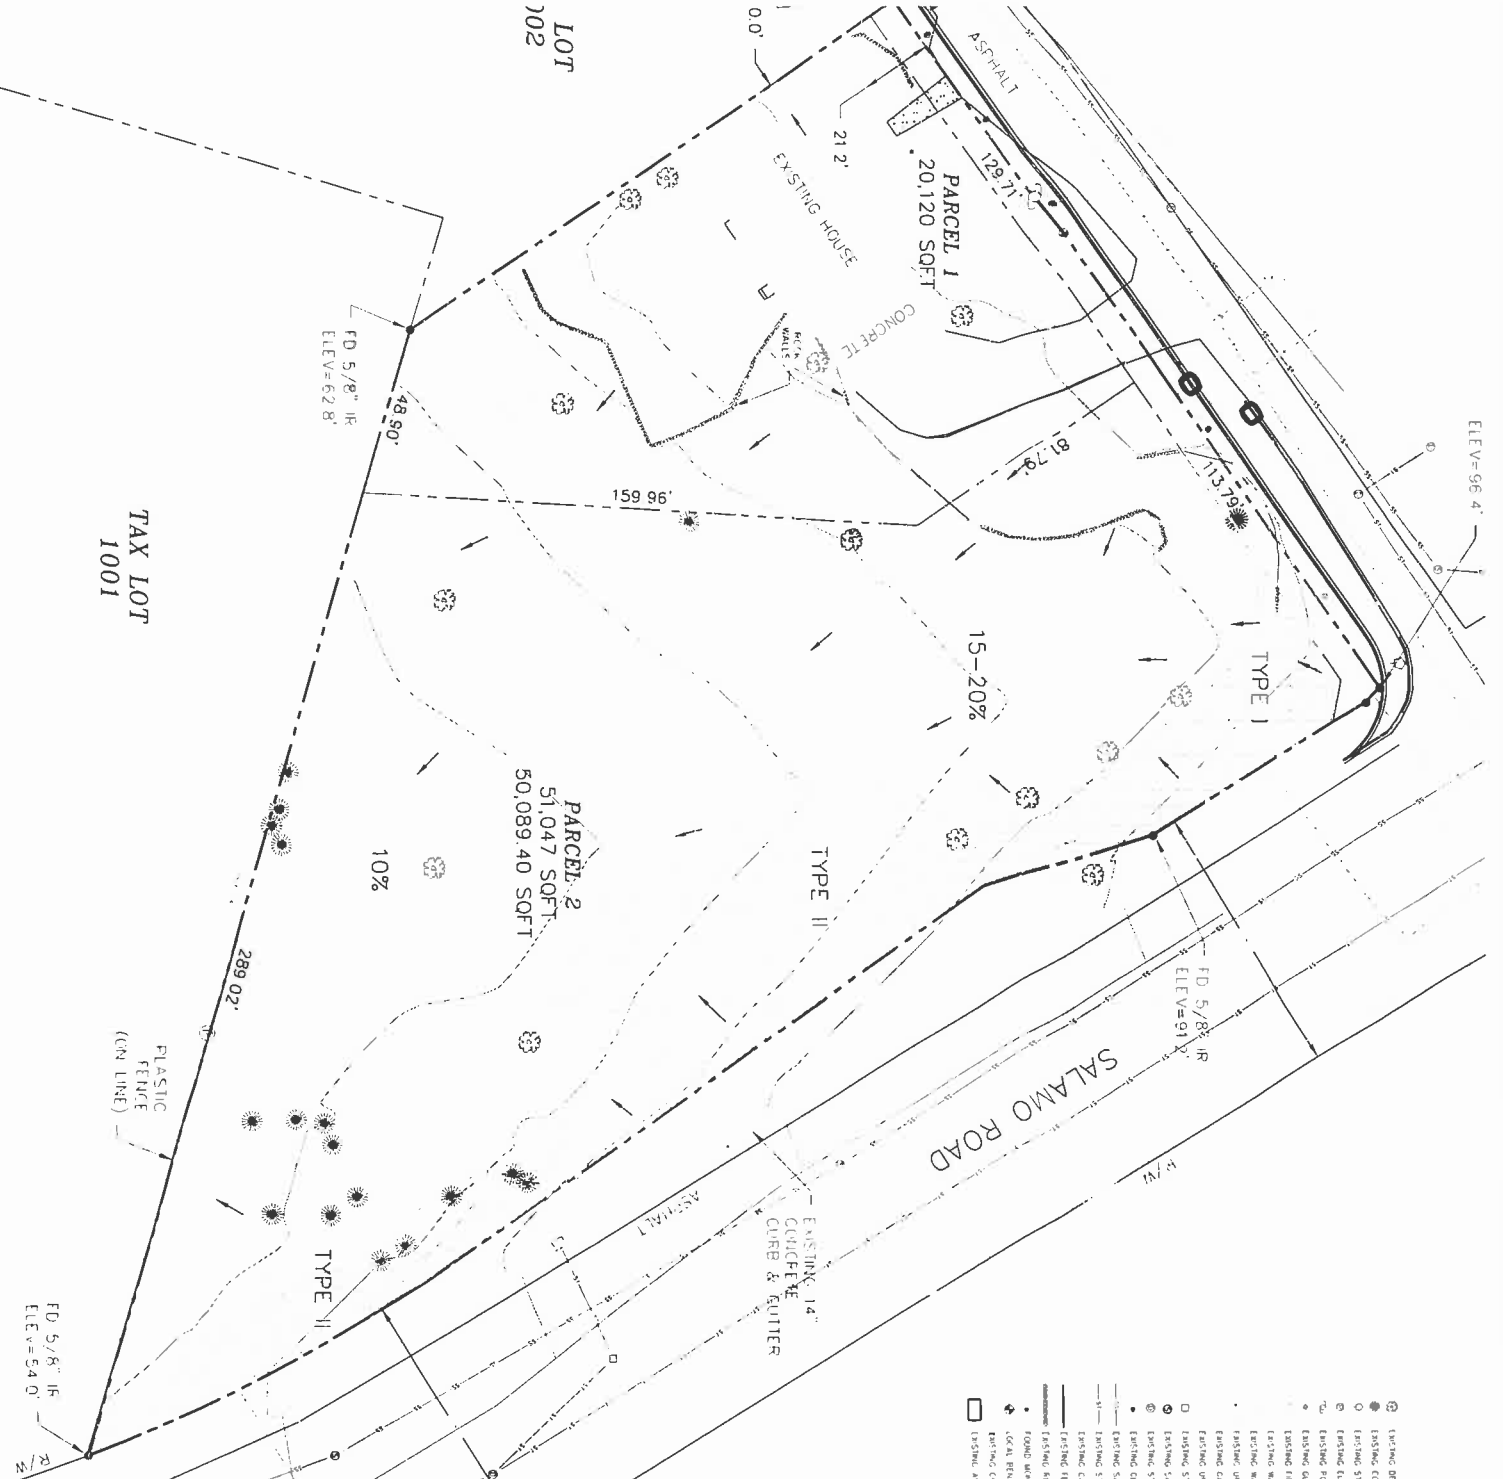 LOT
002
0.0'
ASPHALT
21 2'
EXISTING HOUSE
129.71'
PARCEL 1
20,120 SQFT
CONCRETE
ROCK
WALLS
FD 5/8" IR
ELEV=62 8'
48.90'
159 96'
81.79'
113.79'
ELEV=96 4'
TYPE I
15-20%
TAX LOT
1001
PARCEL 2
51,047 SQFT
50,089.40 SQFT
10%
TYPE II
FD 5/8" IR
ELEV=91 2'
289 02'
PLASTIC
FENCE
(ON LINE)
SALAMO ROAD
R/W
ASPHALT
EXISTING 14"
CONCRETE
CURB & GUTTER
TYPE II
FD 5/8" IR
ELEV=54 0'
R/W